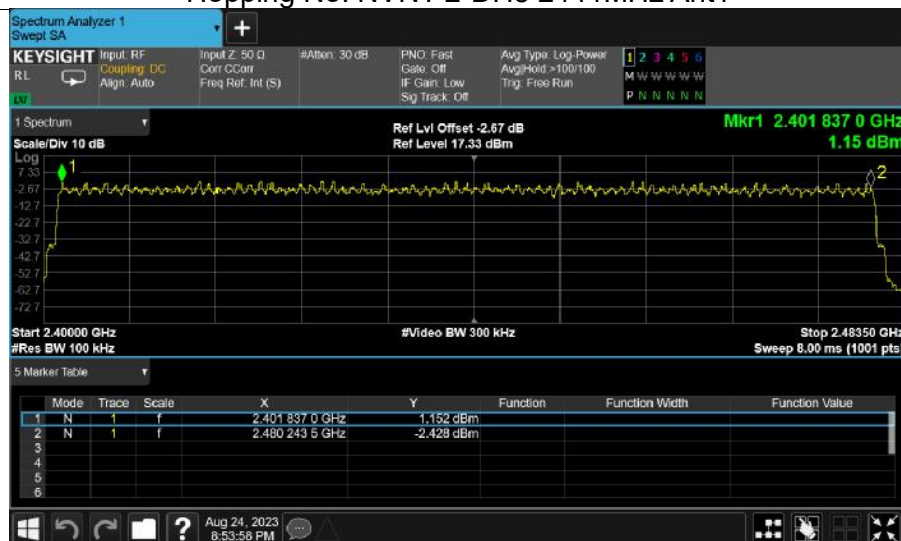 Hopping No. NVNT 2-DH5 2441MHz Ant1
Spectrum Analyzer 1
Swept SA
+
KEYSIGHT Input: RF Input Z: 50 Ω #Atten: 30 dB PNO: Fast Avg Type: Log-Power 1 2 3 4 5 6
RL Coupling: DC Corr CCorr Gate: Off Avg|Hold:>100/100 M W W W W W
Align: Auto Freq Ref: Int (S) IF Gain: Low Trig: Free Run
Sig Track: Off P N N N N N
1 Spectrum Ref Lvl Offset -2.67 dB Mkr1 2.401 837 0 GHz
Scale/Div 10 dB Ref Level 17.33 dBm 1.15 dBm
Log
7.33 1 2
-2.67
-12.7
-22.7
-32.7
-42.7
-52.7
-62.7
-72.7
Start 2.40000 GHz #Video BW 300 kHz Stop 2.48350 GHz
#Res BW 100 kHz Sweep 8.00 ms (1001 pts)
5 Marker Table
Mode Trace Scale X Y Function Function Width Function Value
1 N 1 f 2.401 837 0 GHz 1.152 dBm
2 N 1 f 2.480 243 5 GHz -2.428 dBm
3
4
5
6
? Aug 24, 2023
8:53:58 PM